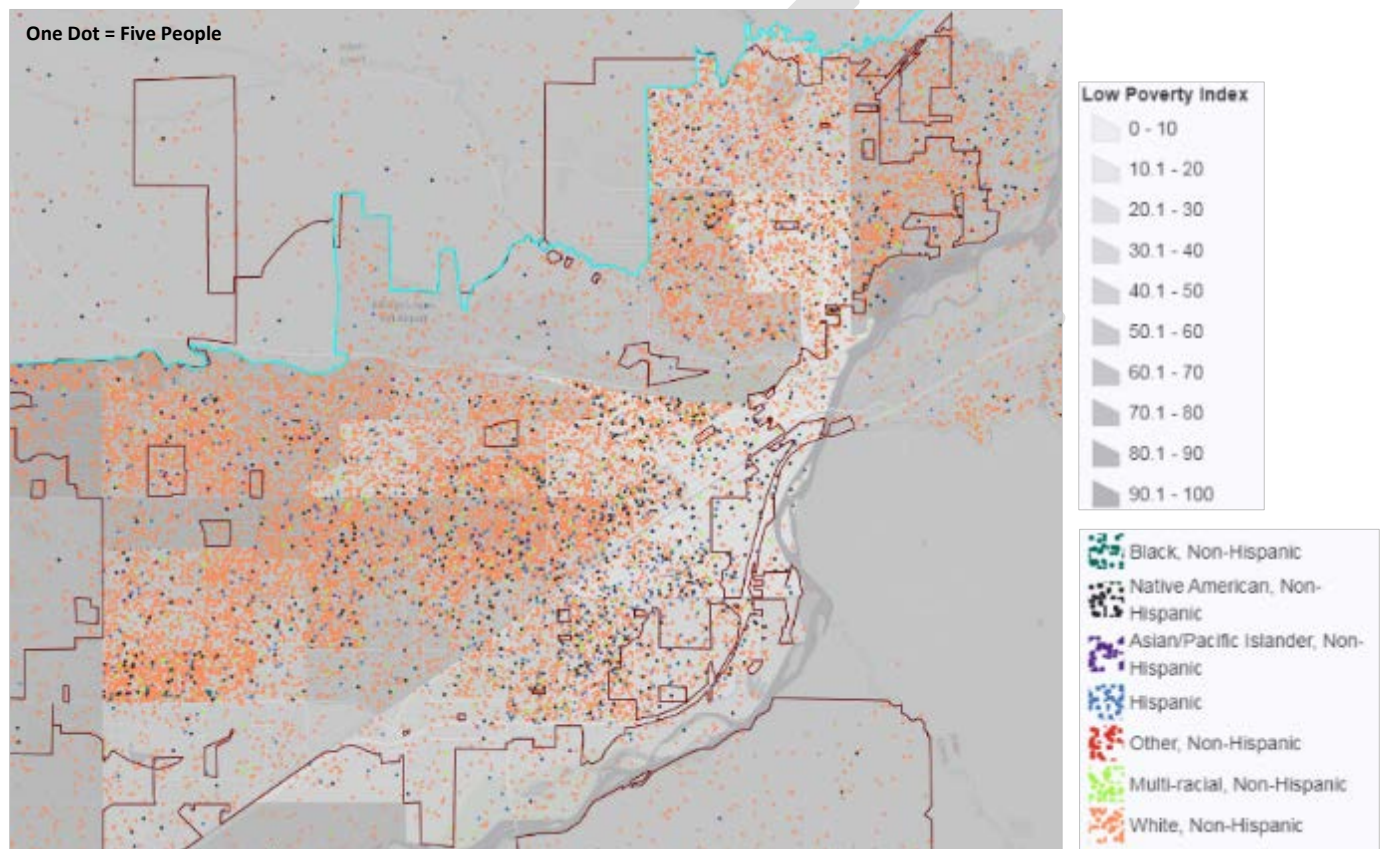 One Dot = Five People
Low Poverty Index
0 - 10
10.1 - 20
20.1 - 30
30.1 - 40
40.1 - 50
50.1 - 60
60.1 - 70
70.1 - 80
80.1 - 90
90.1 - 100
Black, Non-Hispanic
Native American, Non-
Hispanic
Asian/Pacific Islander, Non-
Hispanic
Hispanic
Other, Non-Hispanic
Multi-racial, Non-Hispanic
White, Non-Hispanic